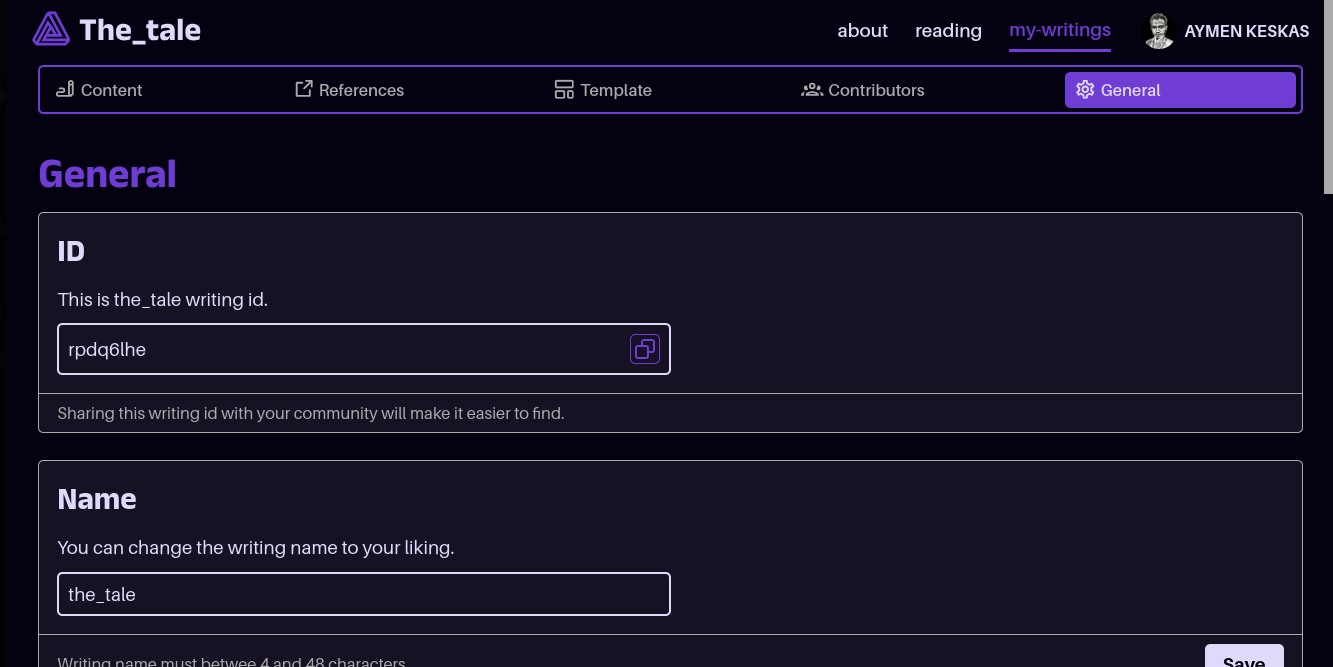 The_tale
about reading my-writings AYMEN KESKAS
Content References Template Contributors General
General
ID
This is the_tale writing id.
rpdq6lhe
Sharing this writing id with your community will make it easier to find.
Name
You can change the writing name to your liking.
the_tale
Writing name must betwee 4 and 48 characters
Save